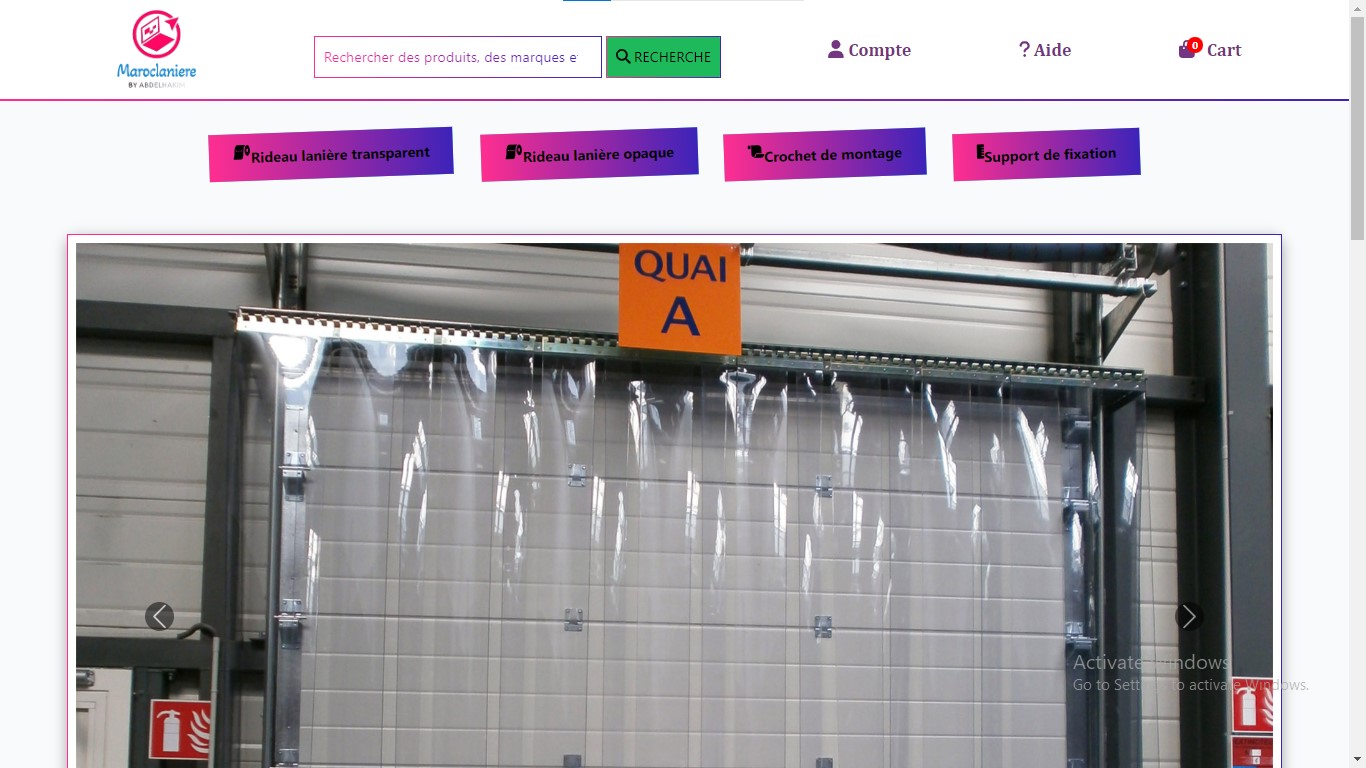 Maroclaniere
BY ABDELHAKIM
Rechercher des produits, des marques e
RECHERCHE
Compte
Aide
0
Cart
Rideau lanière transparent
Rideau lanière opaque
Crochet de montage
Support de fixation
QUAI
A
Activate Windows
Go to Settings to activate Windows.